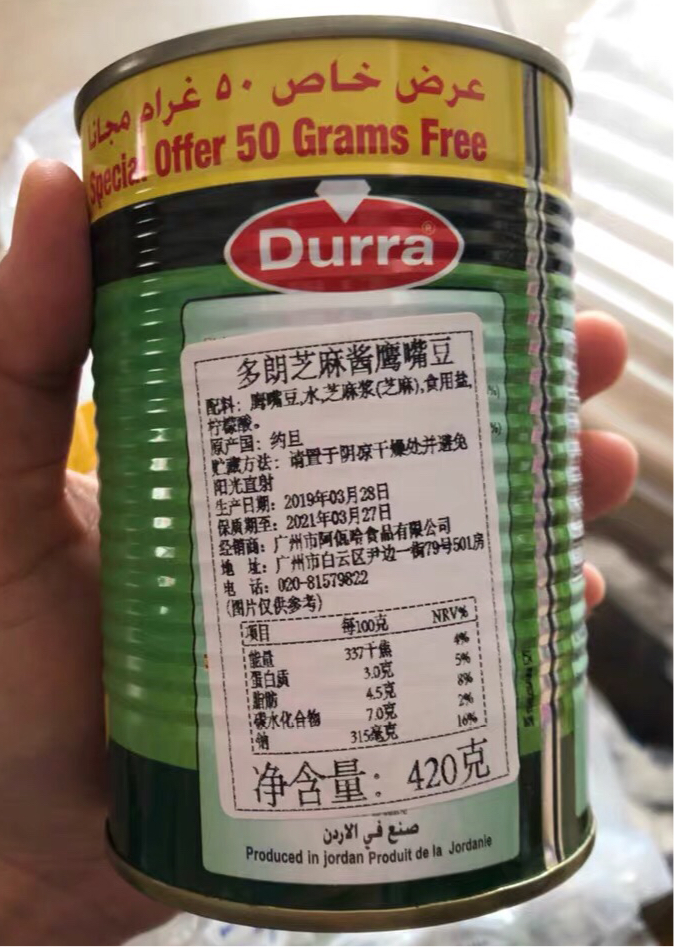 عرض خاص ٥٠ غرام مجانا
Special Offer 50 Grams Free
Durra®
多朗芝麻酱鹰嘴豆
配料：鹰嘴豆,水,芝麻浆(芝麻),食用盐,
柠檬酸。
原产国：约旦
贮藏方法：请置于阴凉干燥处并避免
阳光直射
生产日期：2019年03月28日
保质期至：2021年03月27日
经销商：广州市阿佤哈食品有限公司
地 址：广州市白云区尹边一街79号501房
电 话：020-81579822
(图片仅供参考)
项目 每100克 NRV%
能量 337千焦 4%
蛋白质 3.0克 5%
脂肪 4.5克 8%
碳水化合物 7.0克 2%
钠 315毫克 16%
净含量：420克
صنع في الاردن
Produced in jordan Produit de la Jordanie